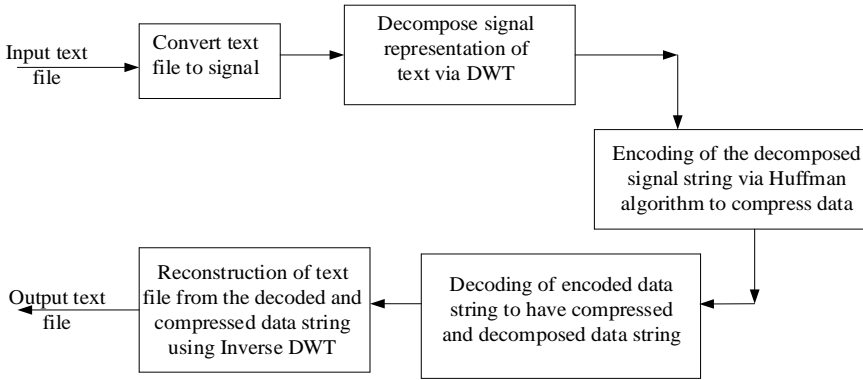 Input text
file
Convert text
file to signal
Decompose signal
representation of
text via DWT
Encoding of the decomposed
signal string via Huffman
algorithm to compress data
Decoding of encoded data
string to have compressed
and decomposed data string
Reconstruction of text
file from the decoded and
compressed data string
using Inverse DWT
Output text
file